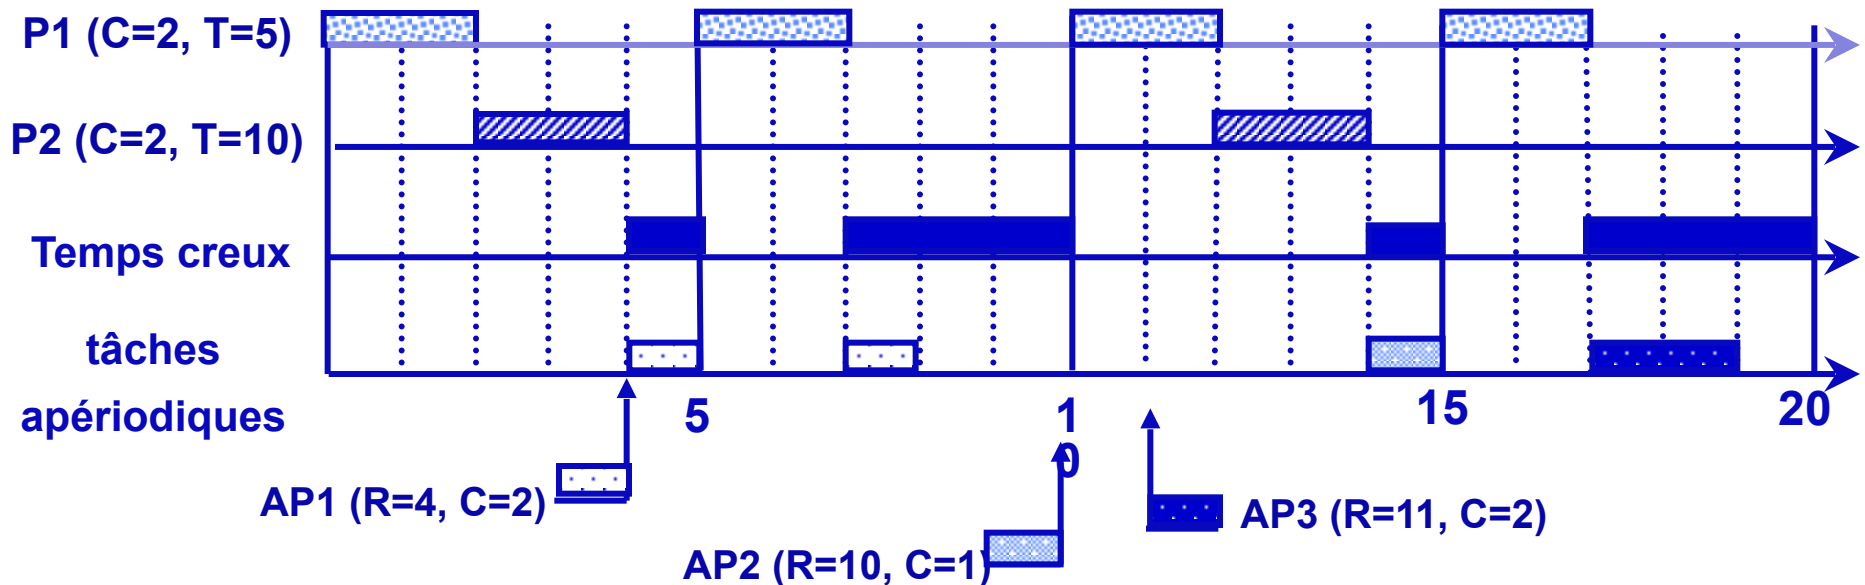 P1 (C=2, T=5)
P2 (C=2, T=10)
Temps creux
tâches
apériodiques
5
1
0
15
20
AP1 (R=4, C=2)
AP2 (R=10, C=1)
AP3 (R=11, C=2)